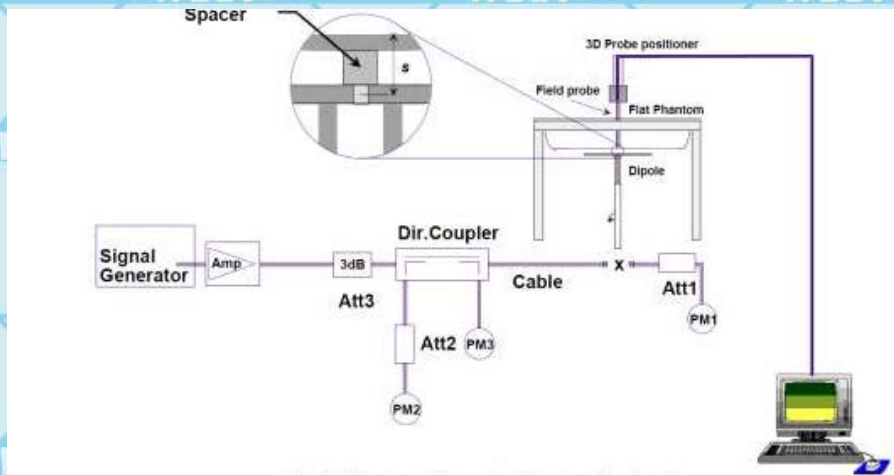 Spacer
s
3D Probe positioner
Field probe
Flat Phantom
Dipole
Signal
Generator
Amp
3dB
Att3
Dir.Coupler
Cable
x
Att1
PM1
Att2
PM3
PM2